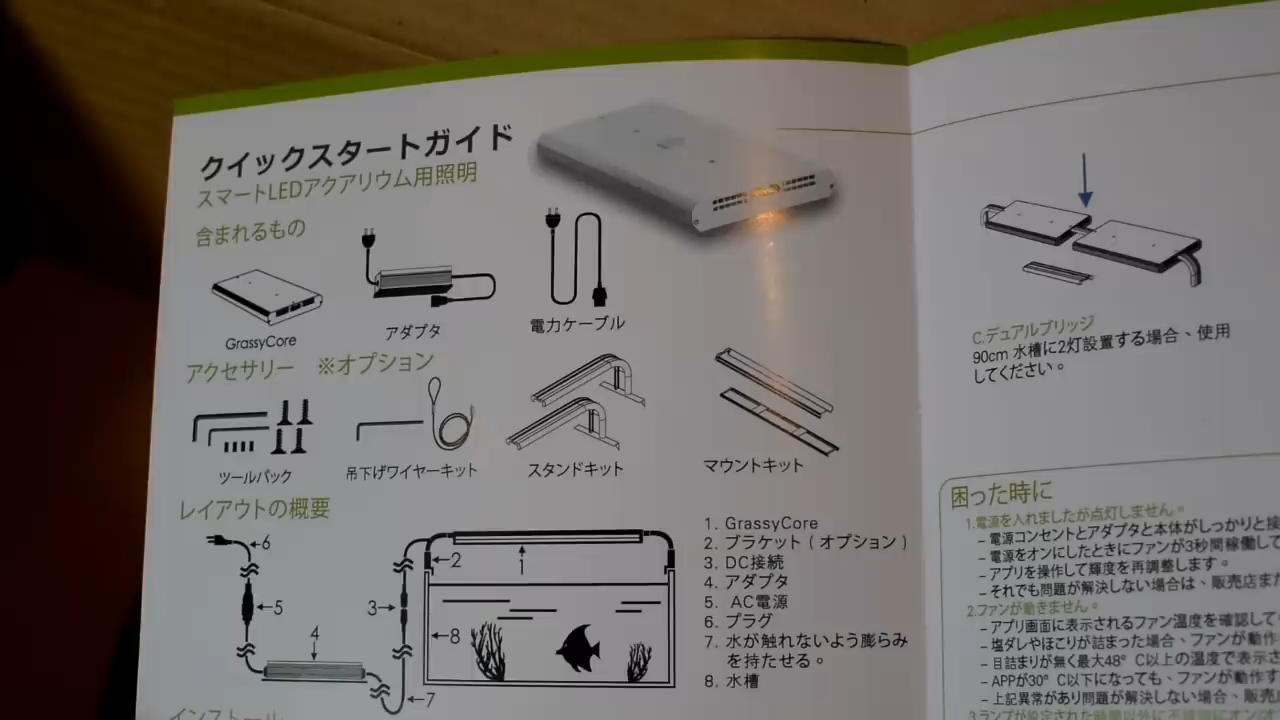 クイックスタートガイド
スマートLEDアクアリウム用照明
含まれるもの
GrassyCore
アダプタ
電力ケーブル
アクセサリー ※オプション
ツールパック
吊下げワイヤーキット
スタンドキット
マウントキット
レイアウトの概要
6
5
4
3
2
1
8
7
1. GrassyCore
2. ブラケット ( オプション )
3. DC接続
4. アダプタ
5. AC電源
6. プラグ
7. 水が触れないよう膨らみ
を持たせる。
8. 水槽
インストール
C.デュアルブリッジ
90cm 水槽に2灯設置する場合、使用
してください。
困った時に
1.電源を入れましたが点灯しません。
– 電源コンセントとアダプタと本体がしっかりと接
– 電源をオンにしたときにファンが3秒間稼働して
– アプリを操作して輝度を再調整します。
– それでも問題が解決しない場合は、販売店また
2.ファンが動きません。
– アプリ画面に表示されるファン温度を確認して
– 塩ダレやほこりが詰まった場合、ファンが動作
– 目詰まりが無く最大48° C以上の温度で表示さ
– APPが30° C以下になっても、ファンが動作す
– 上記異常があり問題が解決しない場合、販売